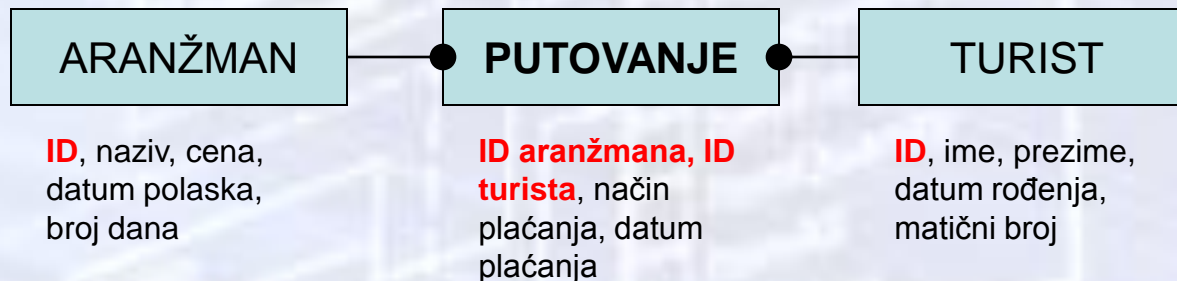 ARANŽMAN
PUTOVANJE
TURIST
ID, naziv, cena,
datum polaska,
broj dana
ID aranžmana, ID
turista, način
plaćanja, datum
plaćanja
ID, ime, prezime,
datum rođenja,
matični broj